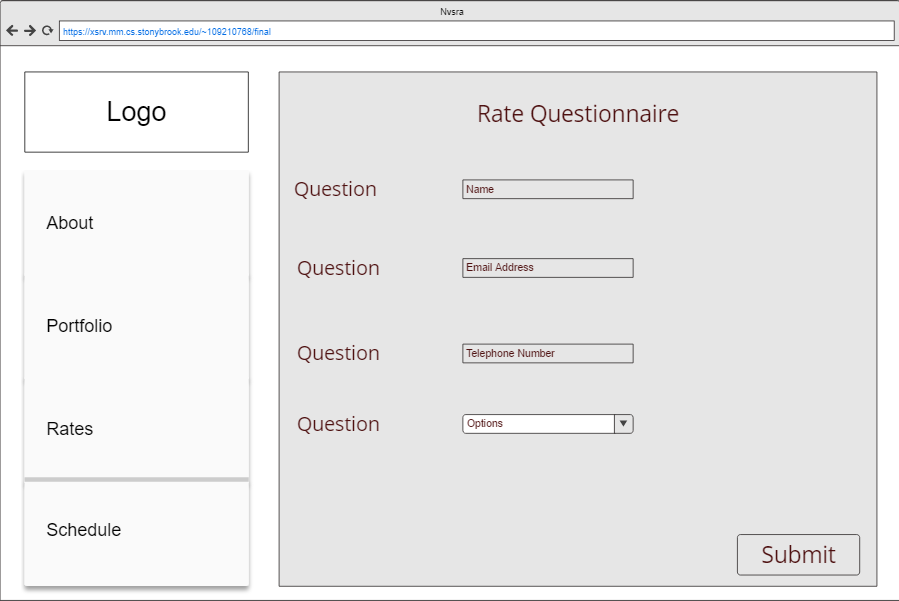 Nvsra
https://xsrv.mm.cs.stonybrook.edu/~109210768/final
Logo
About
Portfolio
Rates
Schedule
Rate Questionnaire
Question Name
Question Email Address
Question Telephone Number
Question Options
Submit